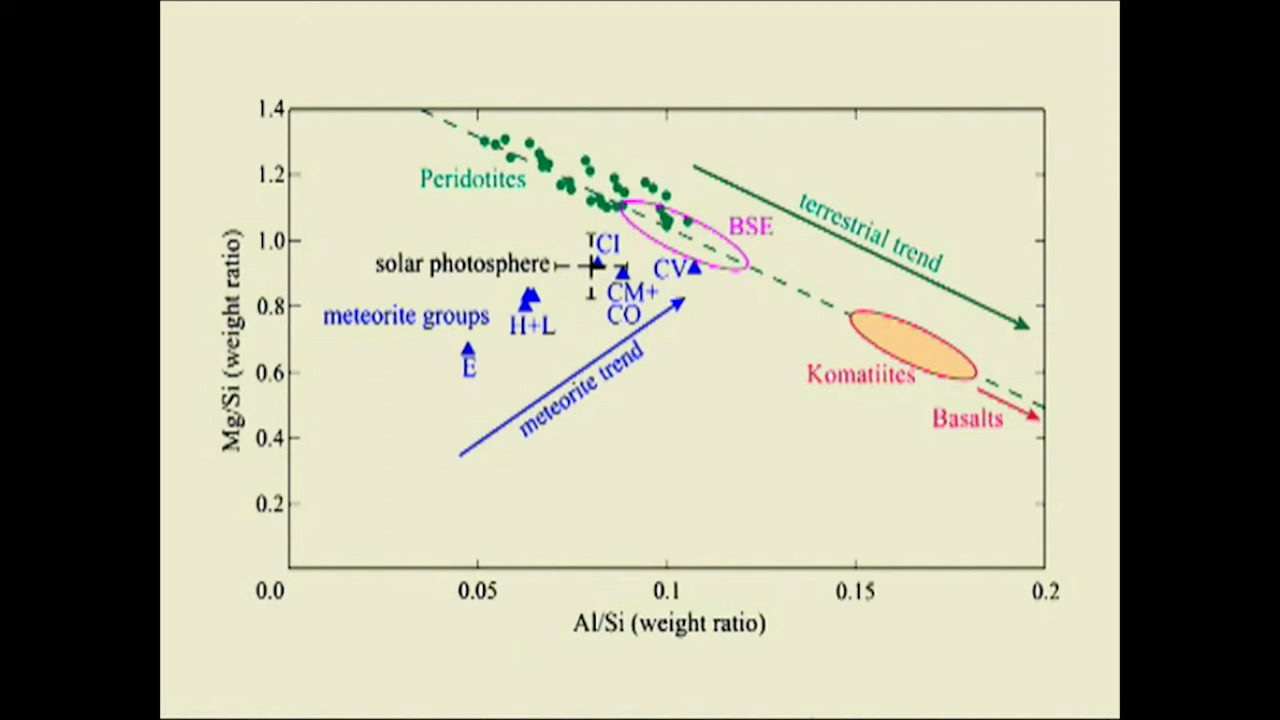 1.4
1.2
1.0
0.8
0.6
0.4
0.2
0.0
0.05
0.1
0.15
0.2
Mg/Si (weight ratio)
Al/Si (weight ratio)
Peridotites
terrestrial trend
BSE
CI
solar photosphere
CV
CM+
CO
meteorite groups
H+L
E
meteorite trend
Komatiites
Basalts